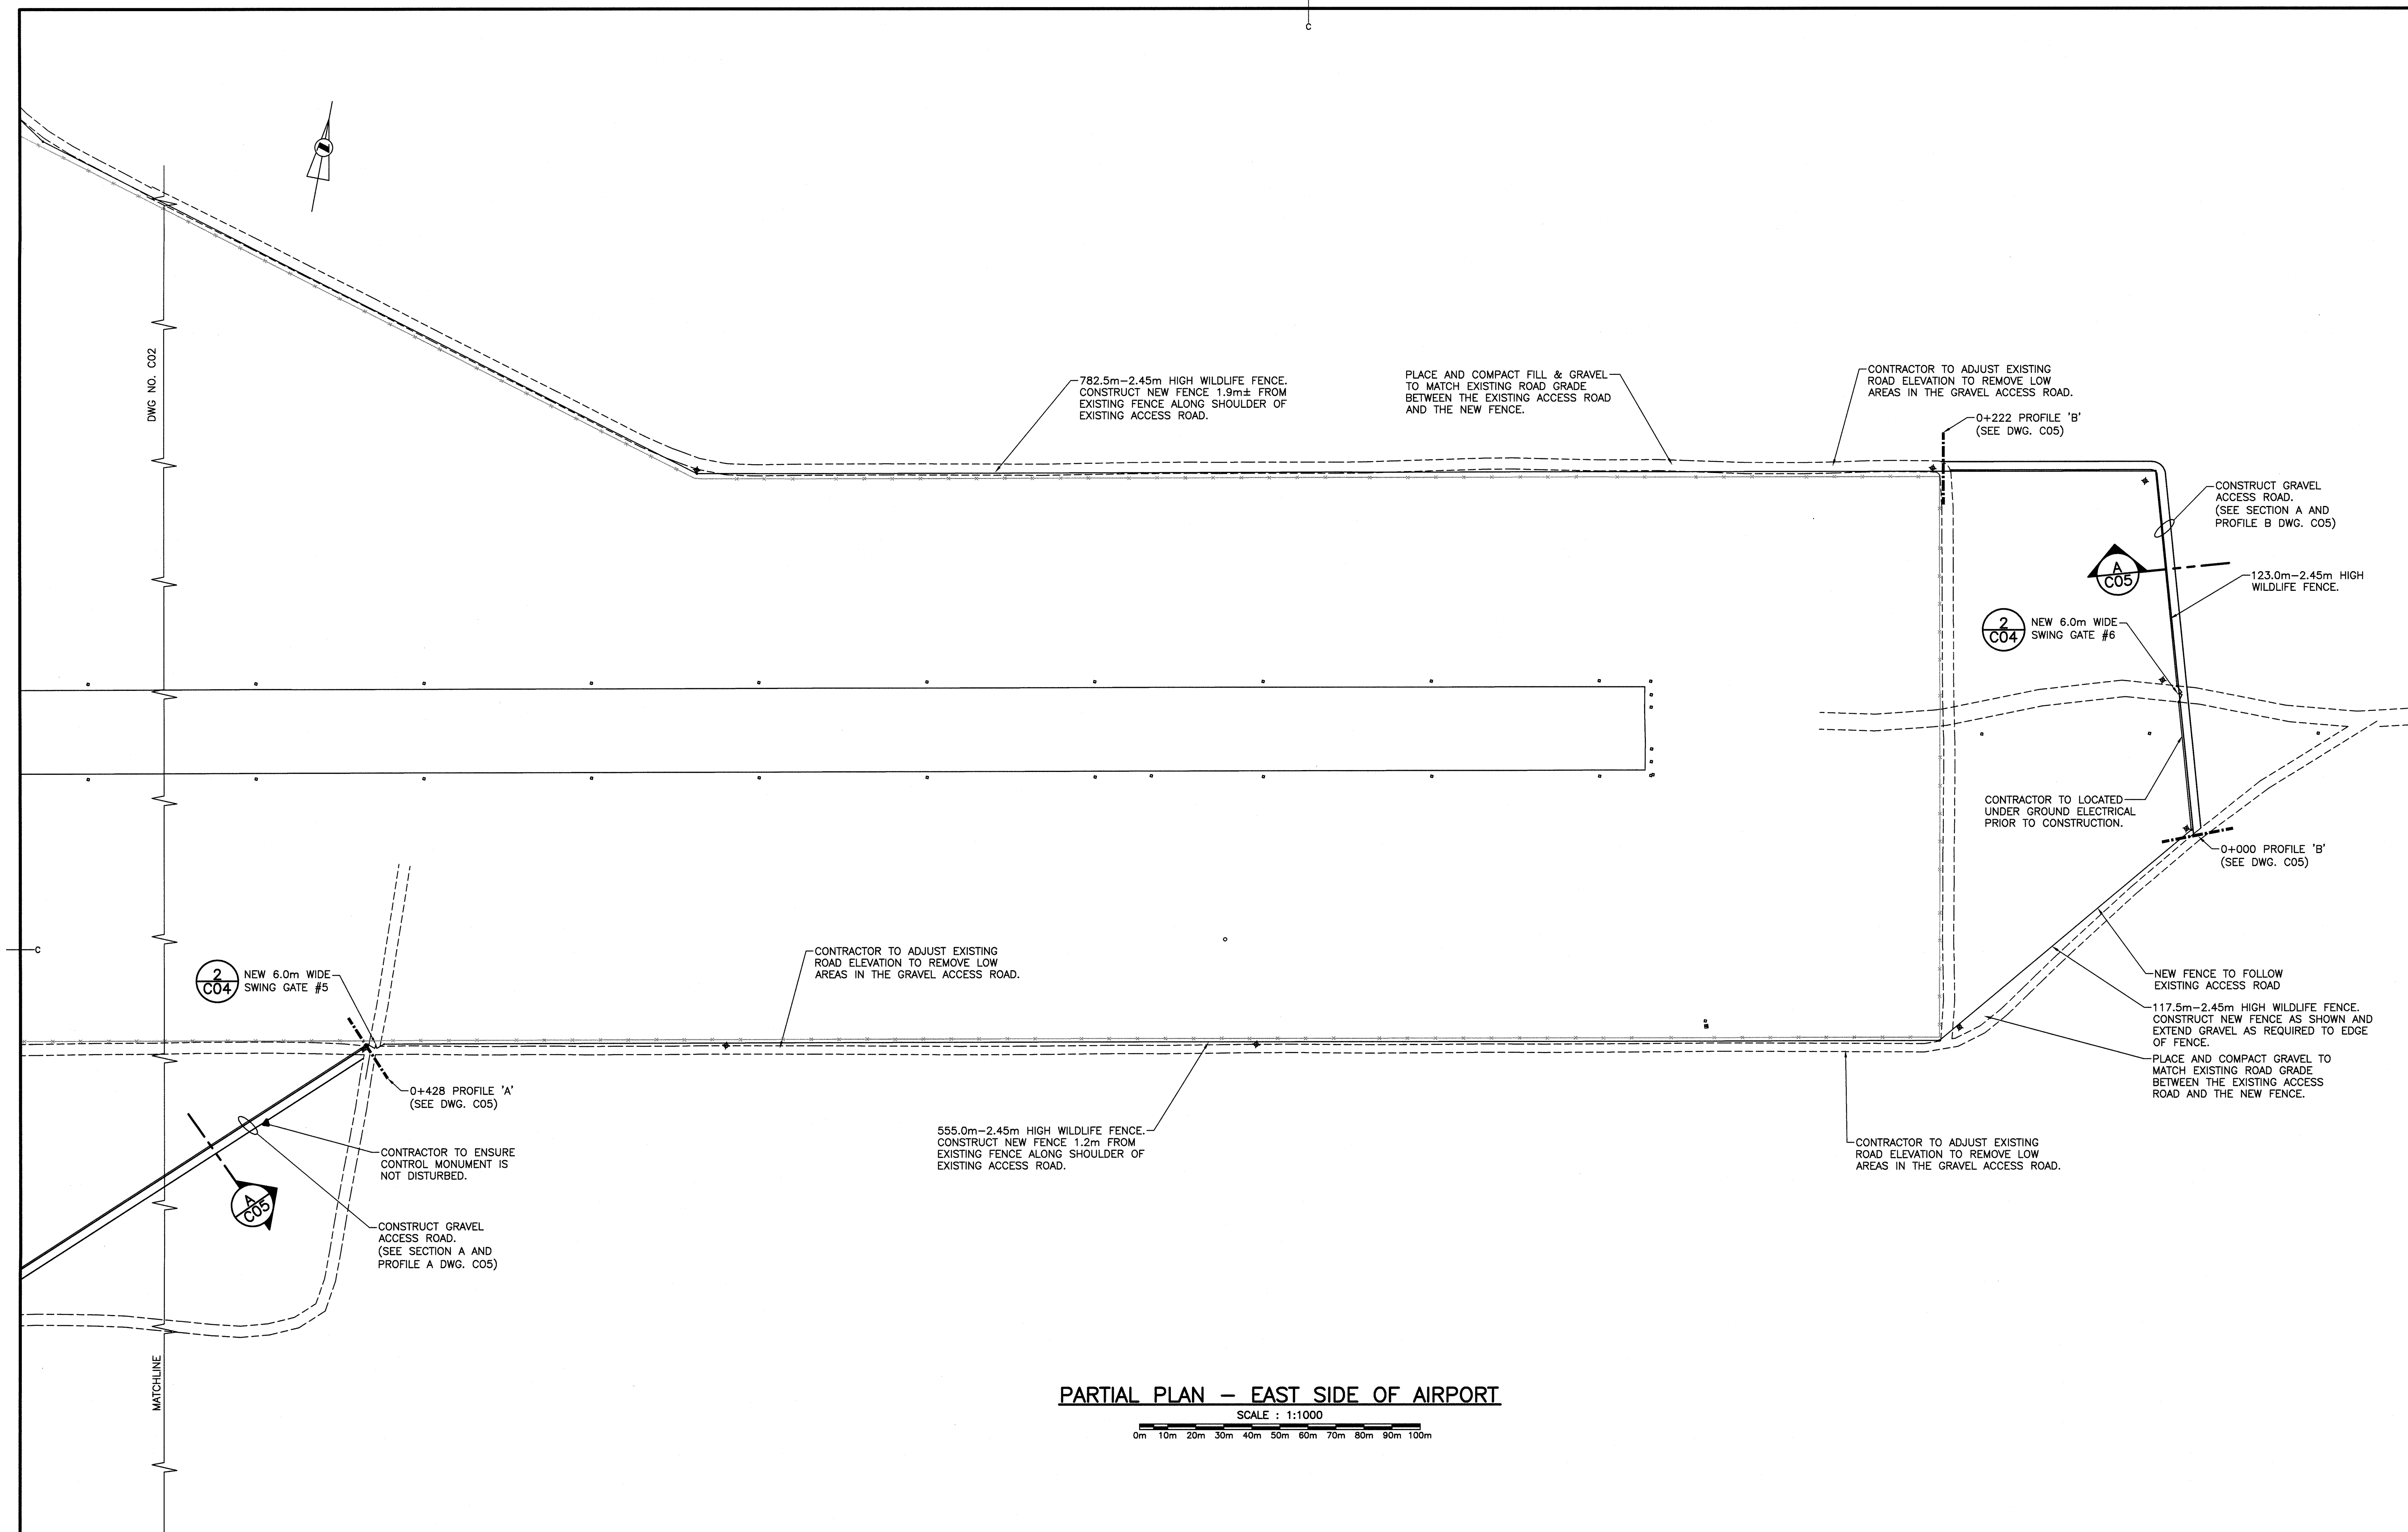 C
DWG NO. C02
782.5m-2.45m HIGH WILDLIFE FENCE.
CONSTRUCT NEW FENCE 1.9m± FROM
EXISTING FENCE ALONG SHOULDER OF
EXISTING ACCESS ROAD.
PLACE AND COMPACT FILL & GRAVEL
TO MATCH EXISTING ROAD GRADE
BETWEEN THE EXISTING ACCESS ROAD
AND THE NEW FENCE.
CONTRACTOR TO ADJUST EXISTING
ROAD ELEVATION TO REMOVE LOW
AREAS IN THE GRAVEL ACCESS ROAD.
0+222 PROFILE 'B'
(SEE DWG. C05)
CONSTRUCT GRAVEL
ACCESS ROAD.
(SEE SECTION A AND
PROFILE B DWG. C05)
A
C05
123.0m-2.45m HIGH
WILDLIFE FENCE.
2
C04
NEW 6.0m WIDE
SWING GATE #6
CONTRACTOR TO LOCATED
UNDER GROUND ELECTRICAL
PRIOR TO CONSTRUCTION.
0+000 PROFILE 'B'
(SEE DWG. C05)
C
2
C04
NEW 6.0m WIDE
SWING GATE #5
CONTRACTOR TO ADJUST EXISTING
ROAD ELEVATION TO REMOVE LOW
AREAS IN THE GRAVEL ACCESS ROAD.
NEW FENCE TO FOLLOW
EXISTING ACCESS ROAD
117.5m-2.45m HIGH WILDLIFE FENCE.
CONSTRUCT NEW FENCE AS SHOWN AND
EXTEND GRAVEL AS REQUIRED TO EDGE
OF FENCE.
PLACE AND COMPACT GRAVEL TO
MATCH EXISTING ROAD GRADE
BETWEEN THE EXISTING ACCESS
ROAD AND THE NEW FENCE.
0+428 PROFILE 'A'
(SEE DWG. C05)
555.0m-2.45m HIGH WILDLIFE FENCE.
CONSTRUCT NEW FENCE 1.2m FROM
EXISTING FENCE ALONG SHOULDER OF
EXISTING ACCESS ROAD.
CONTRACTOR TO ADJUST EXISTING
ROAD ELEVATION TO REMOVE LOW
AREAS IN THE GRAVEL ACCESS ROAD.
CONTRACTOR TO ENSURE
CONTROL MONUMENT IS
NOT DISTURBED.
A
C05
CONSTRUCT GRAVEL
ACCESS ROAD.
(SEE SECTION A AND
PROFILE A DWG. C05)
MATCHLINE
PARTIAL PLAN - EAST SIDE OF AIRPORT
SCALE : 1:1000
0m 10m 20m 30m 40m 50m 60m 70m 80m 90m 100m